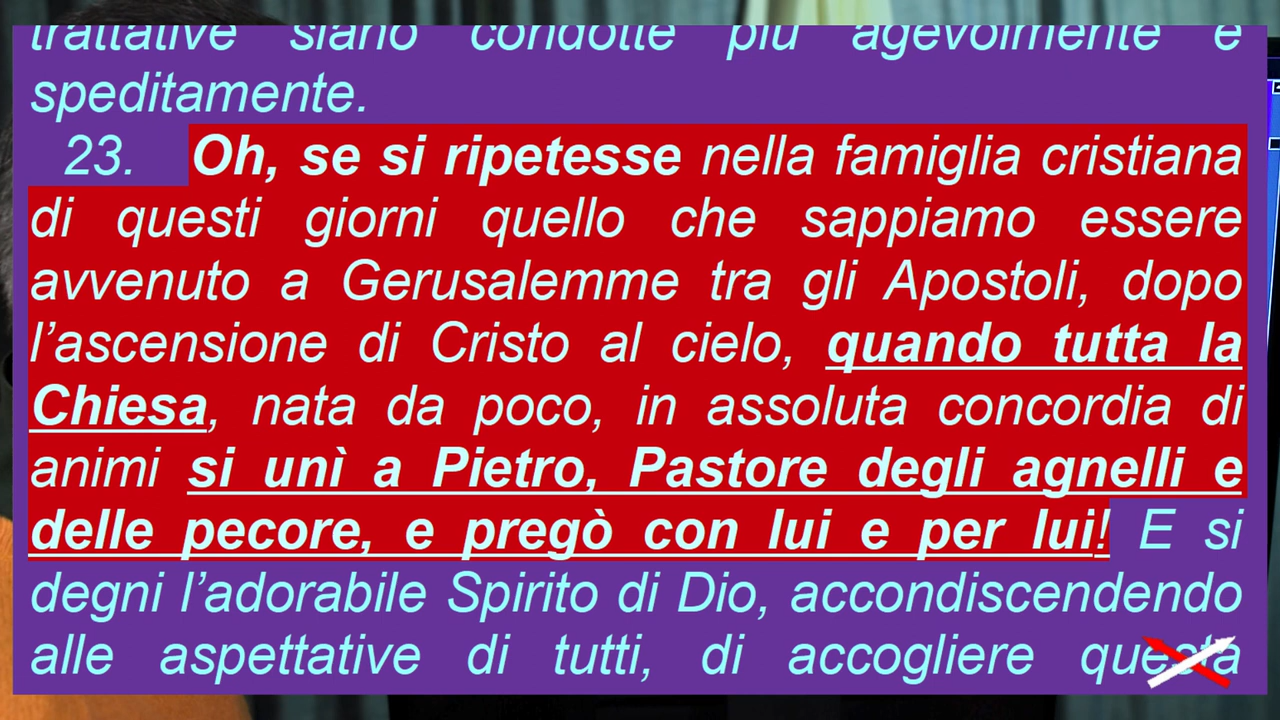 trattative siano condotte più agevolmente e
speditamente.
23. Oh, se si ripetesse nella famiglia cristiana
di questi giorni quello che sappiamo essere
avvenuto a Gerusalemme tra gli Apostoli, dopo
l’ascensione di Cristo al cielo, quando tutta la
Chiesa, nata da poco, in assoluta concordia di
animi si unì a Pietro, Pastore degli agnelli e
delle pecore, e pregò con lui e per lui! E si
degni l’adorabile Spirito di Dio, accondiscendendo
alle aspettative di tutti, di accogliere questa